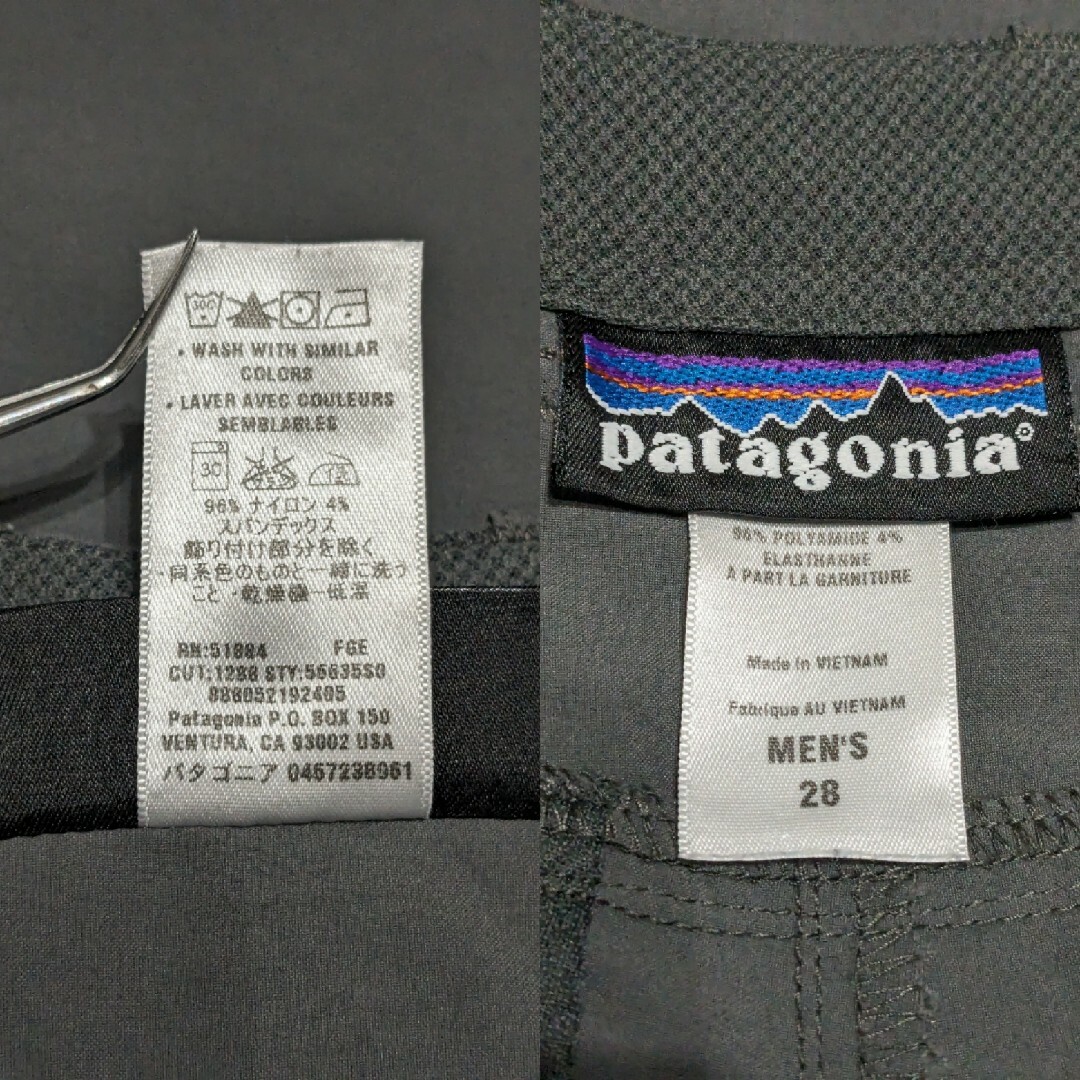 • WASH WITH SIMILAR
COLORS
• LAVER AVEC COULEURS
SEMBLABLES
30
96% ナイロン 4%
スパンデックス
飾り付け部分を除く
・同系色のものと一緒に洗う
こと・乾燥機ー低温
RN:51884 FGE
CUT:1288 STY:55635S0
888052192405
Patagonia P.O. BOX 150
VENTURA, CA 93002 USA
パタゴニア 0467238961
patagonia®
96% POLYAMIDE 4%
ELASTHANNE
À PART LA GARNITURE
Made in VIETNAM
Fabrique AU VIETNAM
MEN'S
28